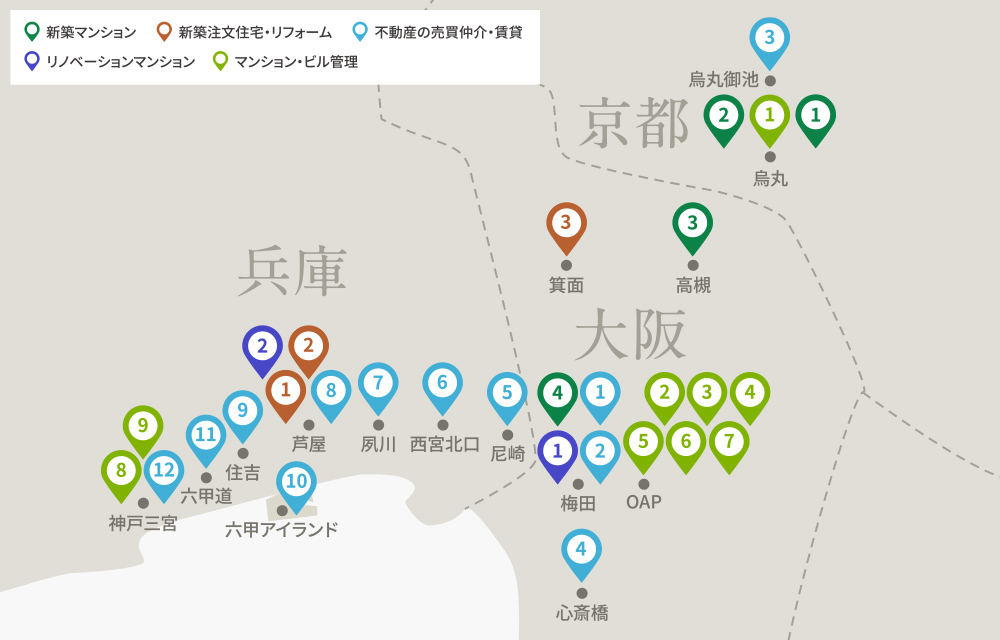 新築マンション 新築注文住宅・リフォーム 不動産の売買仲介・賃貸
リノベーションマンション マンション・ビル管理
3
烏丸御池
京都
2 1 1
烏丸
3 3
箕面 高槻
兵庫
大阪
2 2
1 8 7 6 5 4 1 2 3 4
9 11 9
芦屋 夙川 西宮北口 尼崎
1 2 5 6 7
8 12 10
住吉
六甲道
梅田 OAP
神戸三宮
六甲アイランド
4
心斎橋